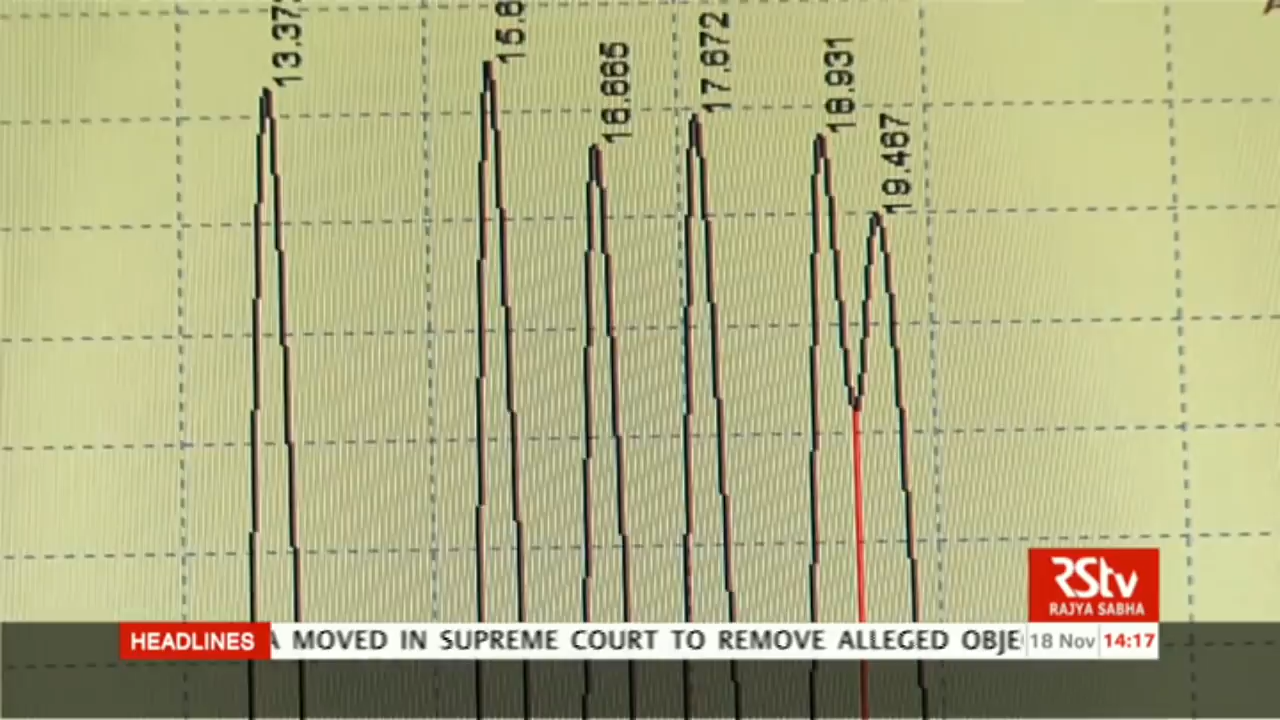 13.37
15.6
16.665
17.672
18.931
19.467
RStv
RAJYA SABHA
HEADLINES
A MOVED IN SUPREME COURT TO REMOVE ALLEGED OBJE
18 Nov 14:17